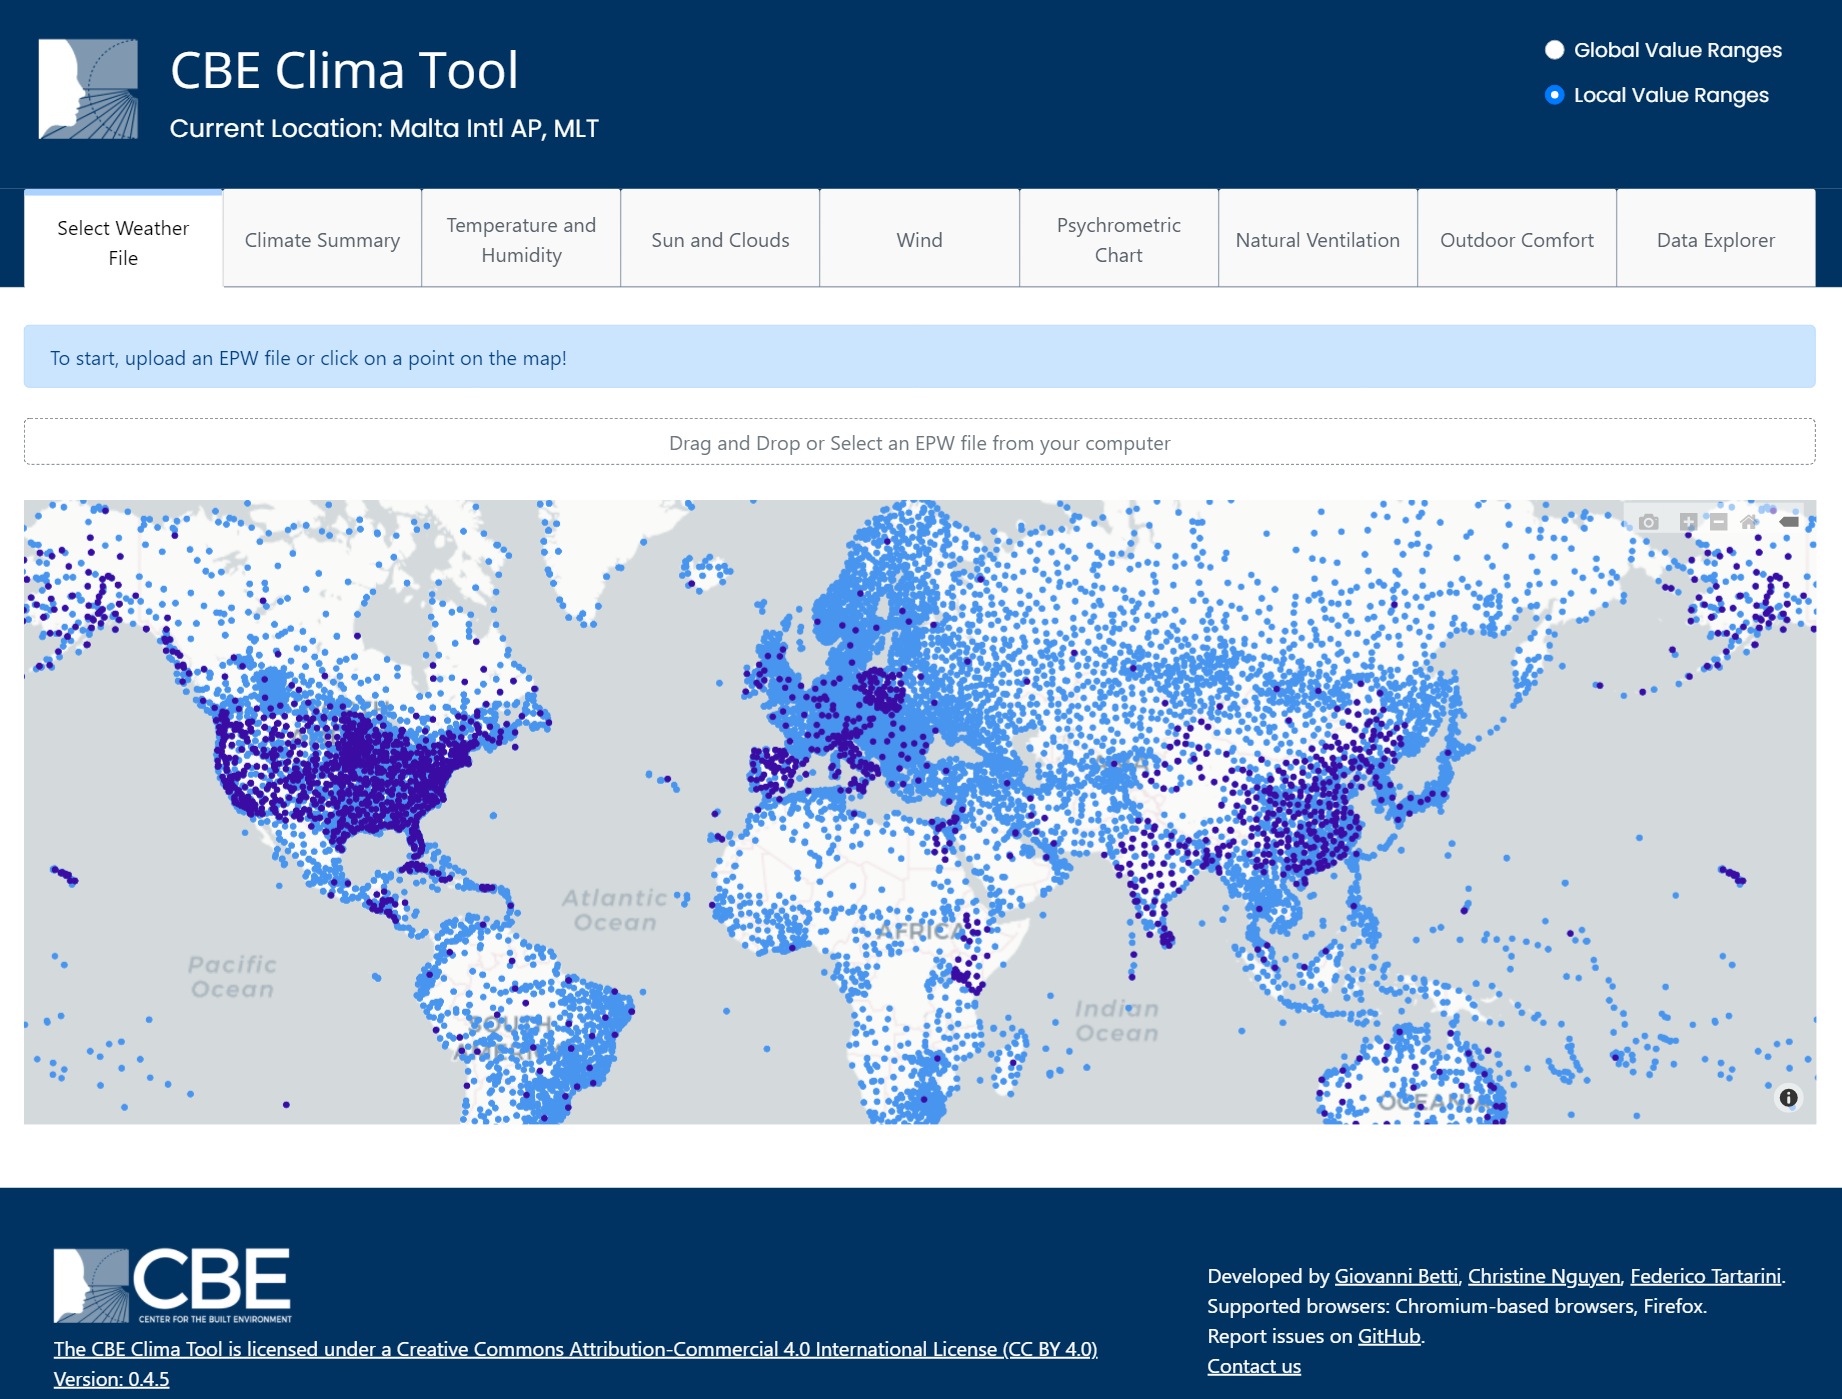 CBE Clima Tool
Current Location: Malta Intl AP, MLT
Global Value Ranges
Local Value Ranges
Select Weather
File
Climate Summary
Temperature and
Humidity
Sun and Clouds
Wind
Psychrometric
Chart
Natural Ventilation
Outdoor Comfort
Data Explorer
To start, upload an EPW file or click on a point on the map!
Drag and Drop or Select an EPW file from your computer
Atlantic
Ocean
AFRICA
Pacific
Ocean
Indian
Ocean
SOUTH
AMERICA
OCEANIA
CBE
CENTER FOR THE BUILT ENVIRONMENT
The CBE Clima Tool is licensed under a Creative Commons Attribution-Commercial 4.0 International License (CC BY 4.0)
Version: 0.4.5
Developed by Giovanni Betti, Christine Nguyen, Federico Tartarini.
Supported browsers: Chromium-based browsers, Firefox.
Report issues on GitHub.
Contact us